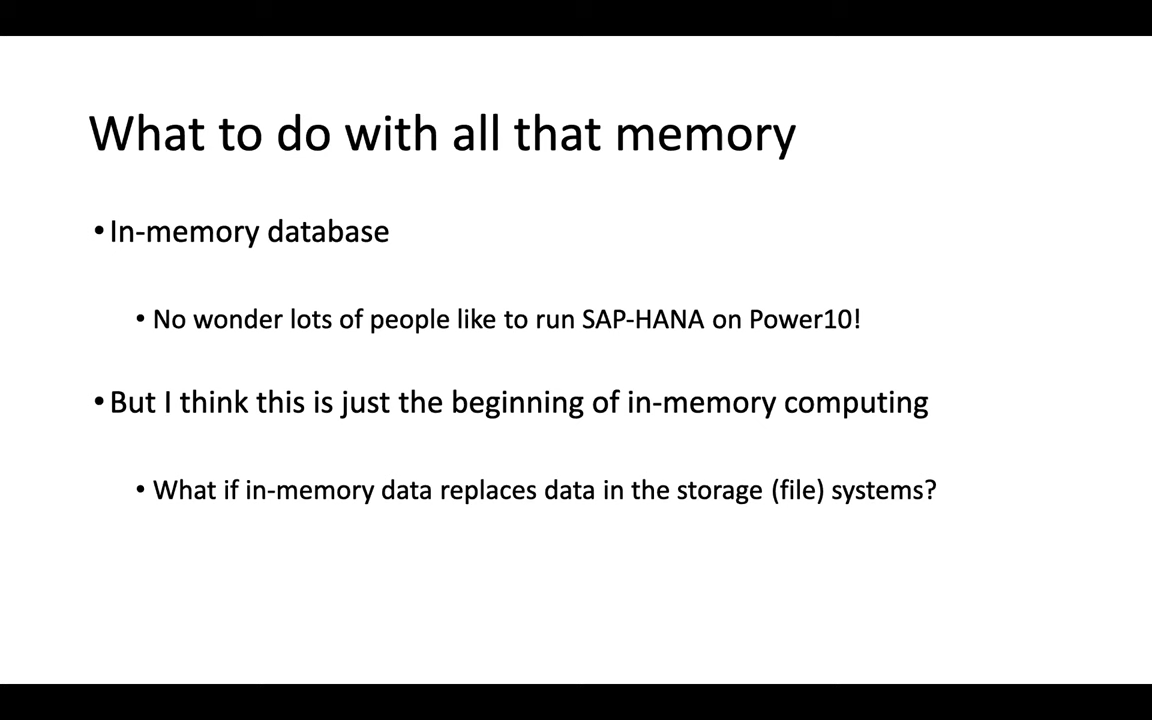 What to do with all that memory
• In-memory database
• No wonder lots of people like to run SAP-HANA on Power10!
• But I think this is just the beginning of in-memory computing
• What if in-memory data replaces data in the storage (file) systems?